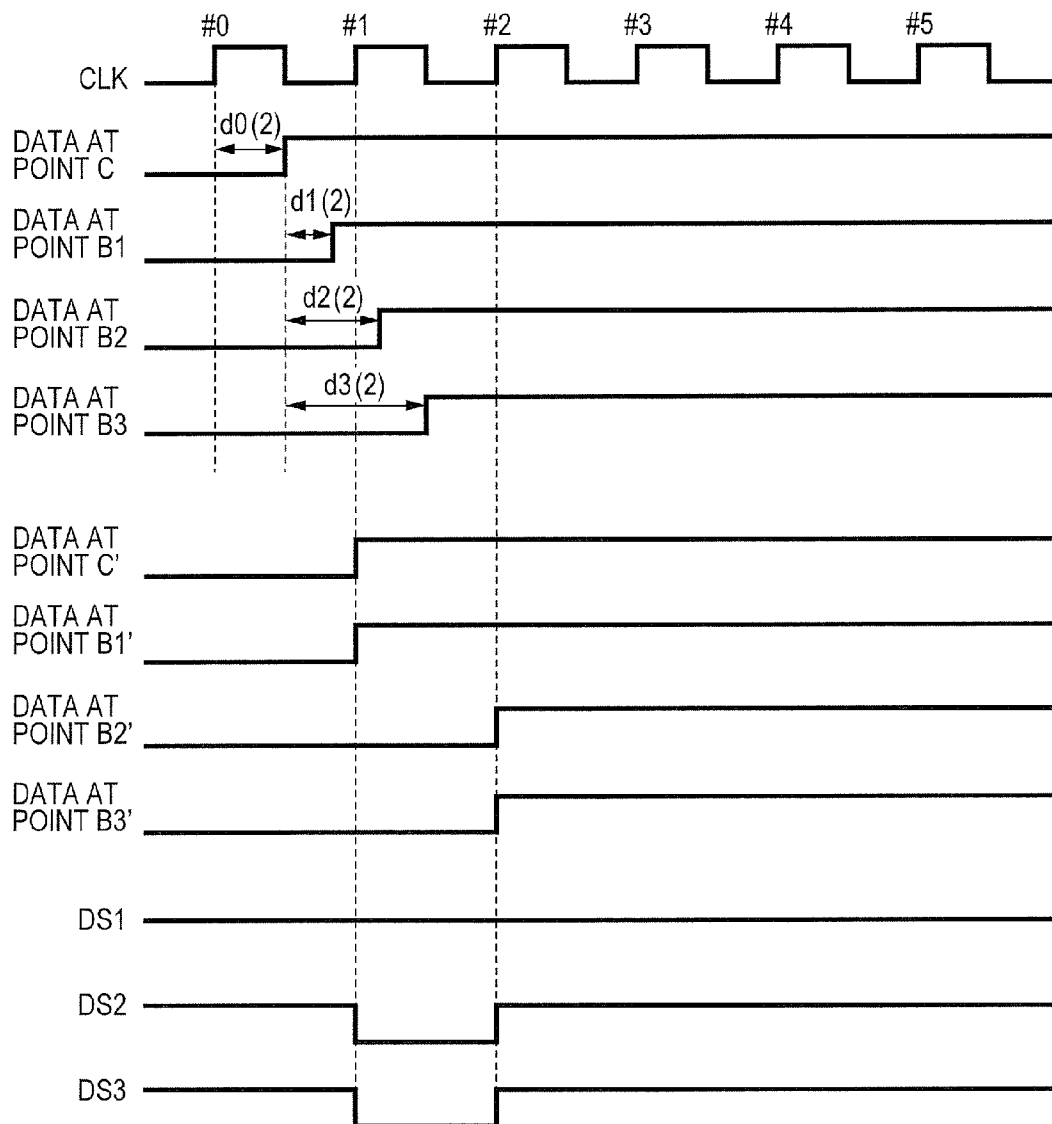 #0 #1 #2 #3 #4 #5
CLK
d0(2)
DATA AT
POINT C
d1(2)
DATA AT
POINT B1
d2(2)
DATA AT
POINT B2
d3(2)
DATA AT
POINT B3
DATA AT
POINT C'
DATA AT
POINT B1'
DATA AT
POINT B2'
DATA AT
POINT B3'
DS1
DS2
DS3